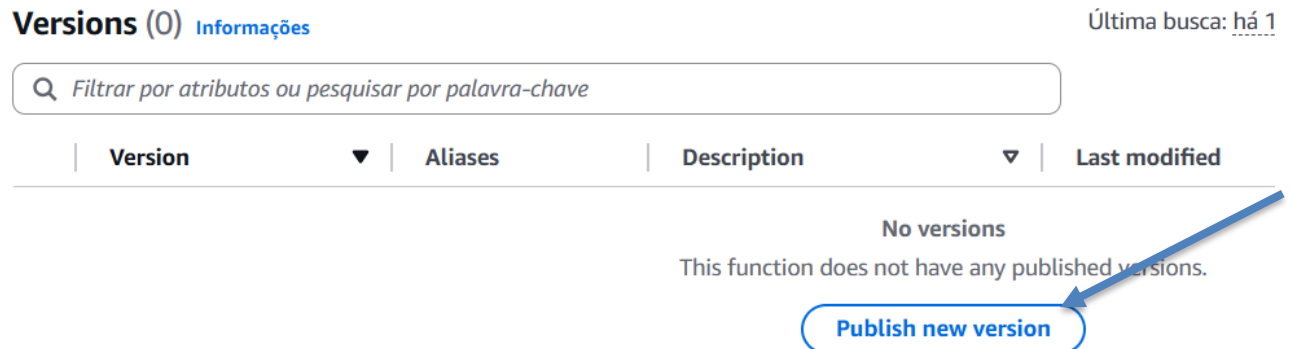 Versions (0) Informações
Última busca: há 1
Filtrar por atributos ou pesquisar por palavra-chave
Version Aliases Description Last modified
No versions
This function does not have any published versions.
Publish new version